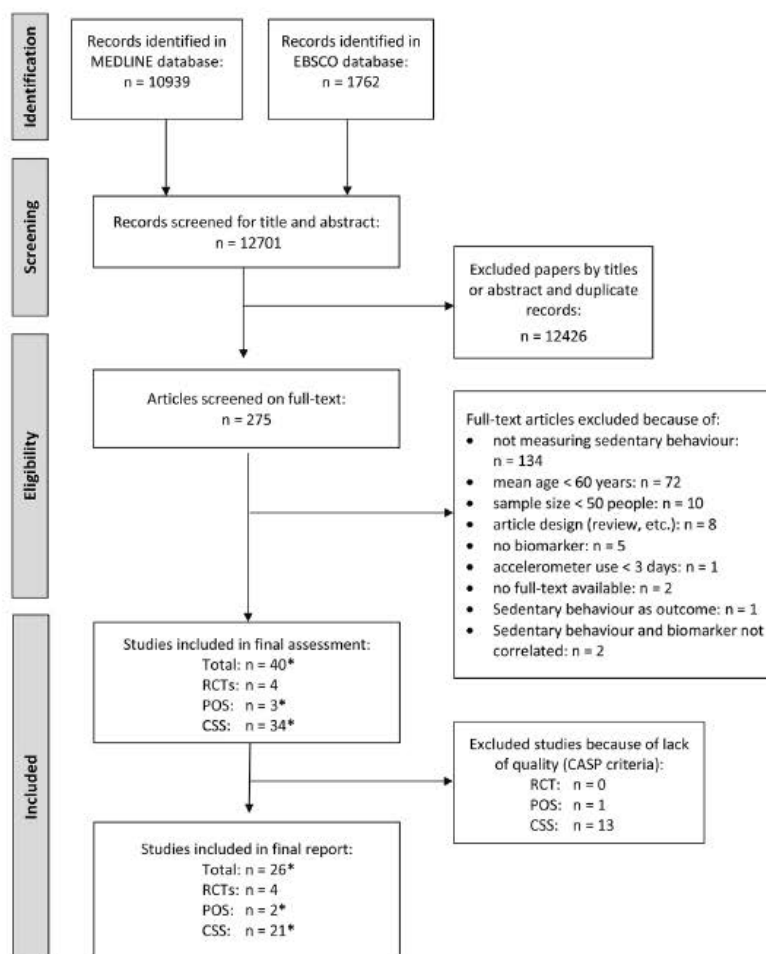 Identification
Records identified in
MEDLINE database:
n = 10939
Records identified in
EBSCO database:
n = 1762
Screening
Records screened for title and abstract:
n = 12701
Excluded papers by titles
or abstract and duplicate
records:
n = 12426
Eligibility
Articles screened on full-text:
n = 275
Full-text articles excluded because of:
• not measuring sedentary behaviour:
n = 134
• mean age < 60 years: n = 72
• sample size < 50 people: n = 10
• article design (review, etc.): n = 8
• no biomarker: n = 5
• accelerometer use < 3 days: n = 1
• no full-text available: n = 2
• Sedentary behaviour as outcome: n = 1
• Sedentary behaviour and biomarker not
correlated: n = 2
Included
Studies included in final assessment:
Total: n = 40*
RCTs: n = 4
POS: n = 3*
CSS: n = 34*
Excluded studies because of lack
of quality (CASP criteria):
RCT: n = 0
POS: n = 1
CSS: n = 13
Studies included in final report:
Total: n = 26*
RCTs: n = 4
POS: n = 2*
CSS: n = 21*